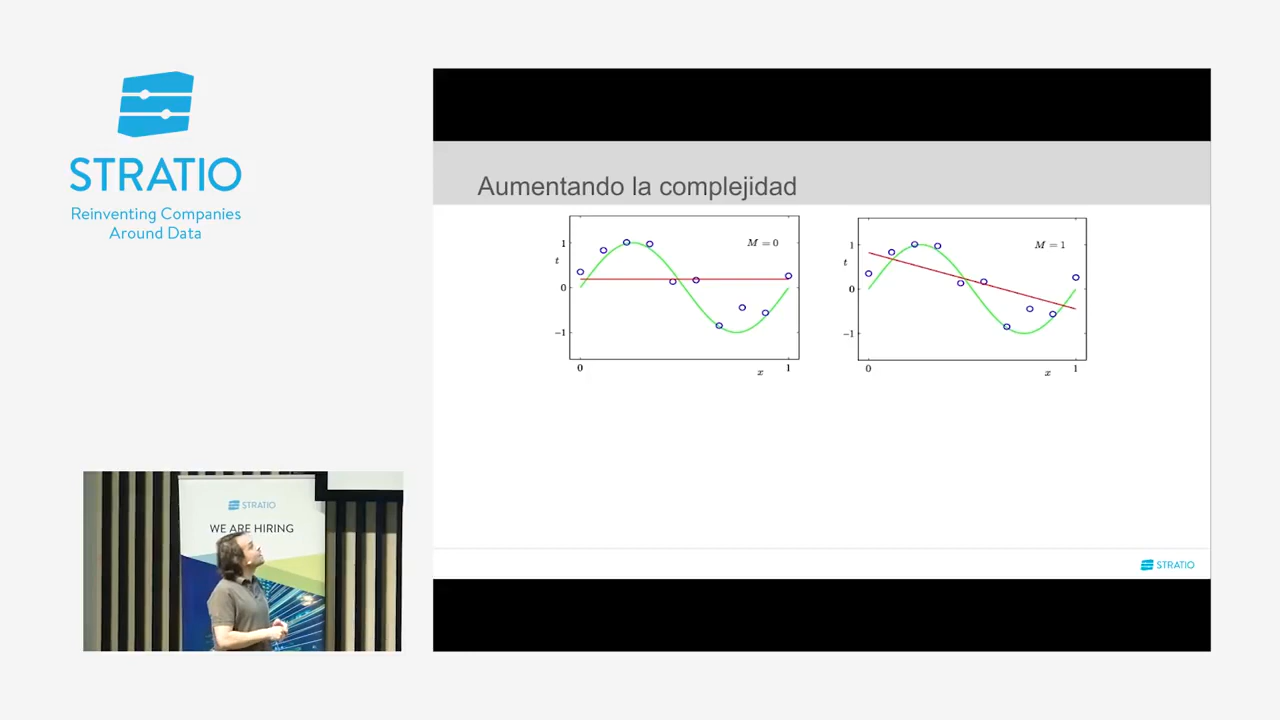 STRATIO
Reinventing Companies
Around Data
Aumentando la complejidad
M = 0
1
t
0
−1
0
x
1
M = 1
1
t
0
−1
0
x
1
STRATIO
STRATIO
WE ARE HIRING